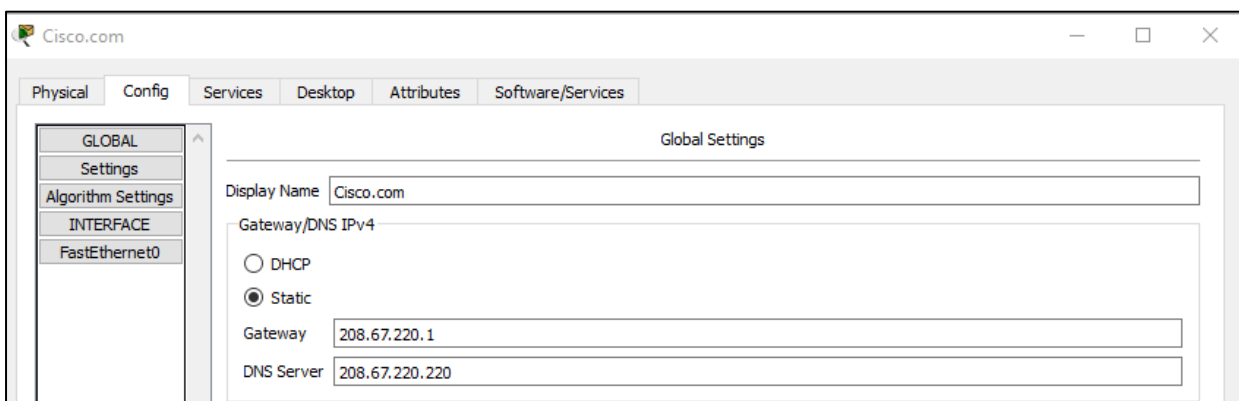 Cisco.com
Physical Config Services Desktop Attributes Software/Services
GLOBAL
Settings
Algorithm Settings
INTERFACE
FastEthernet0
Global Settings
Display Name Cisco.com
Gateway/DNS IPv4
DHCP
Static
Gateway 208.67.220.1
DNS Server 208.67.220.220